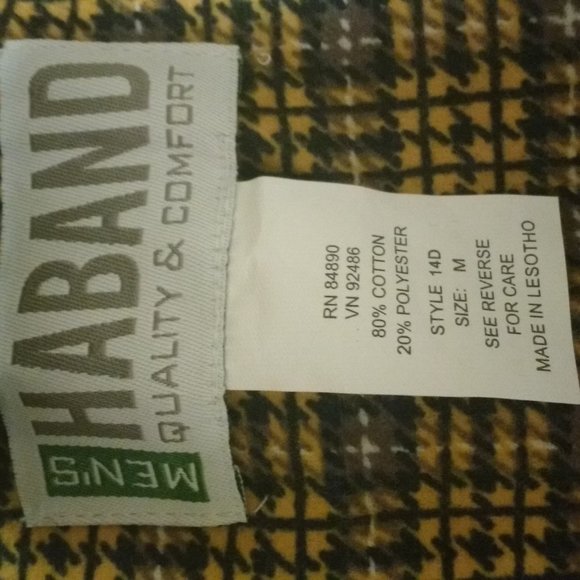 MEN'S
HABAND
QUALITY & COMFORT
RN 84890
VN 92486
80% COTTON
20% POLYESTER
STYLE 14D
SIZE: M
SEE REVERSE
FOR CARE
MADE IN LESOTHO